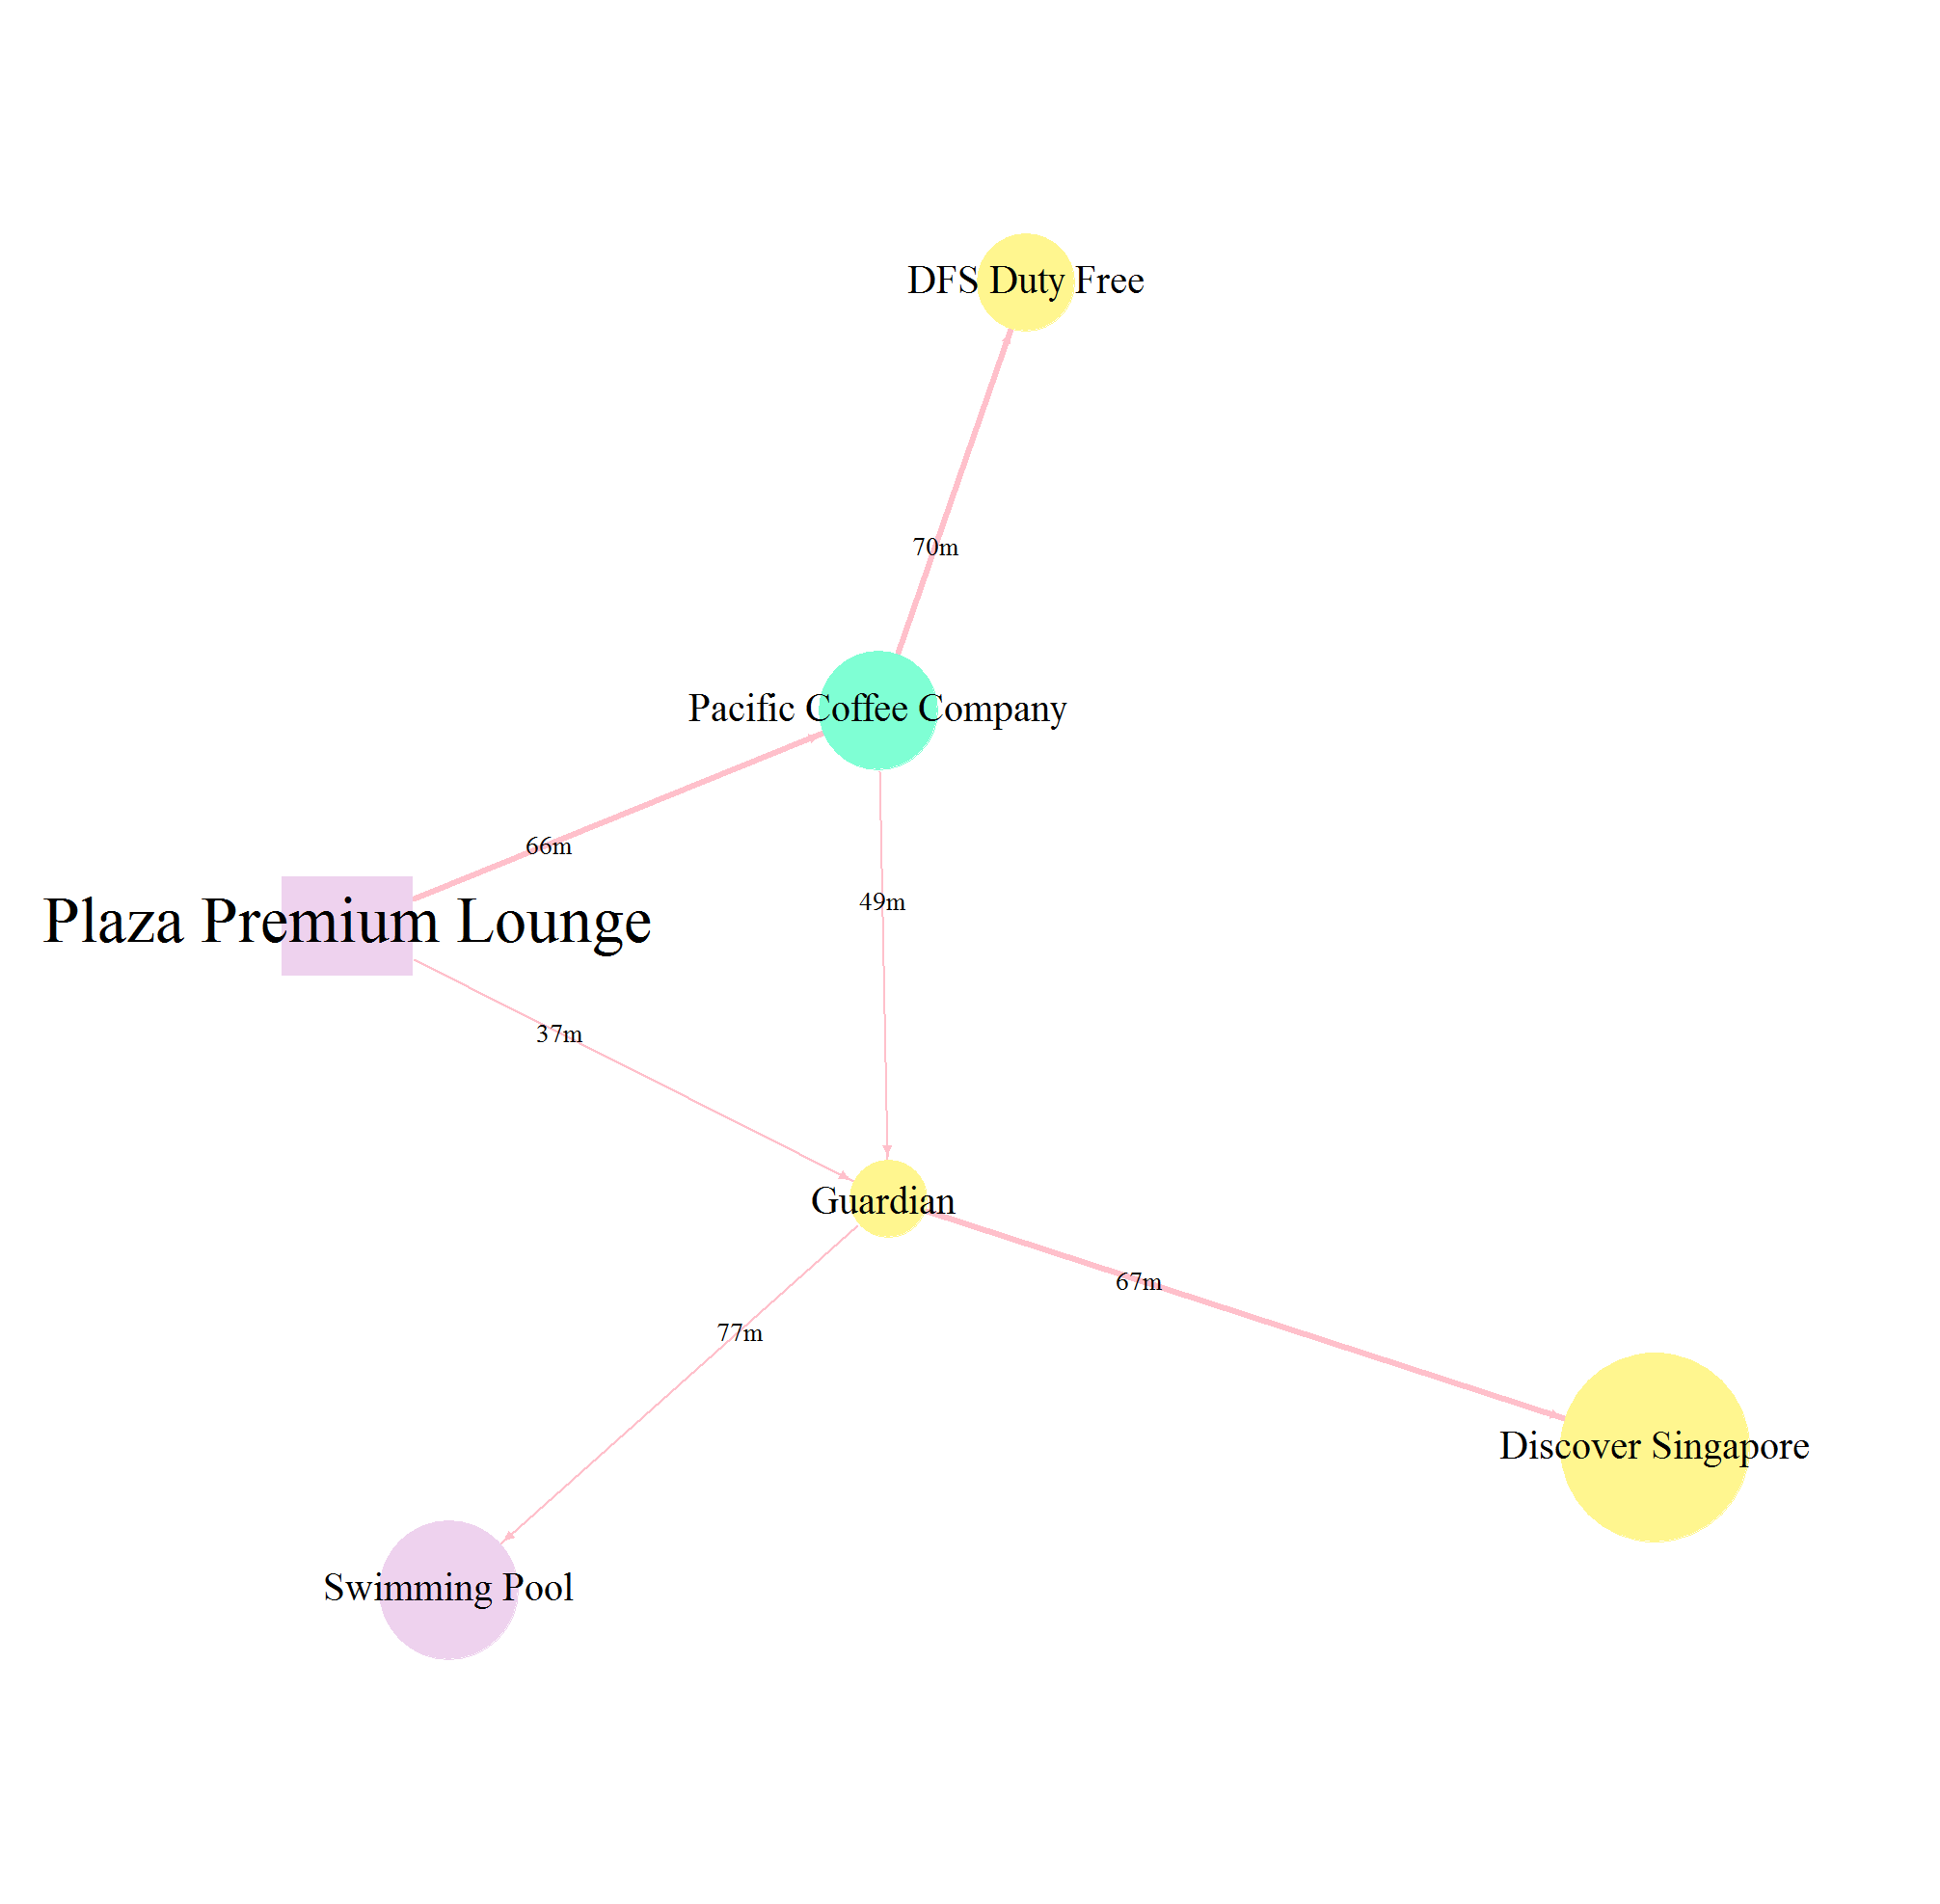 DFS Duty Free
70m
Pacific Coffee Company
66m
49m
Plaza Premium Lounge
37m
Guardian
67m
77m
Discover Singapore
Swimming Pool